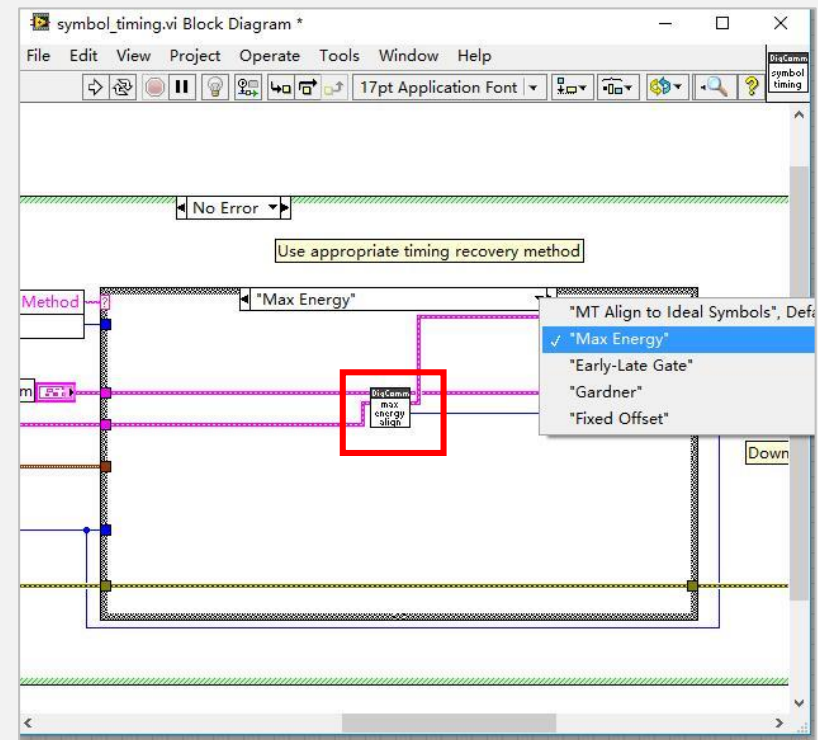 symbol_timing.vi Block Diagram *
File Edit View Project Operate Tools Window Help
17pt Application Font
DigComm
symbol
timing
No Error
Use appropriate timing recovery method
Method
"Max Energy"
"MT Align to Ideal Symbols", Defa
✓ "Max Energy"
"Early-Late Gate"
"Gardner"
"Fixed Offset"
m
DigComm
max
energy
align
Down